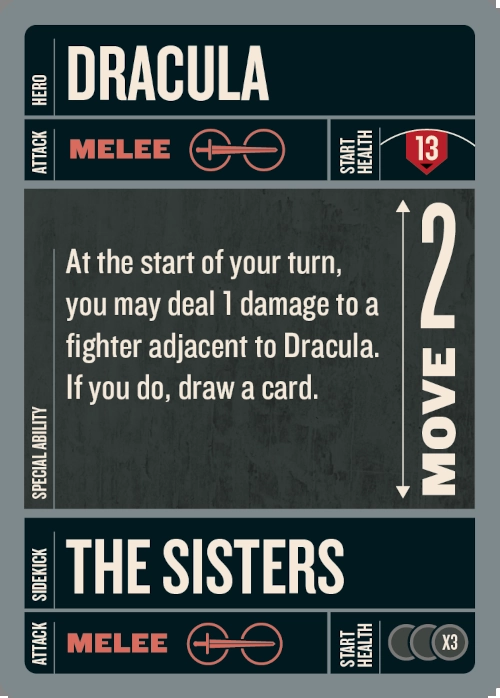 HERO
DRACULA
ATTACK
MELEE
START
HEALTH
13
SPECIAL ABILITY
At the start of your turn,
you may deal 1 damage to a
fighter adjacent to Dracula.
If you do, draw a card.
MOVE 2
SIDEKICK
THE SISTERS
ATTACK
MELEE
START
HEALTH
X3